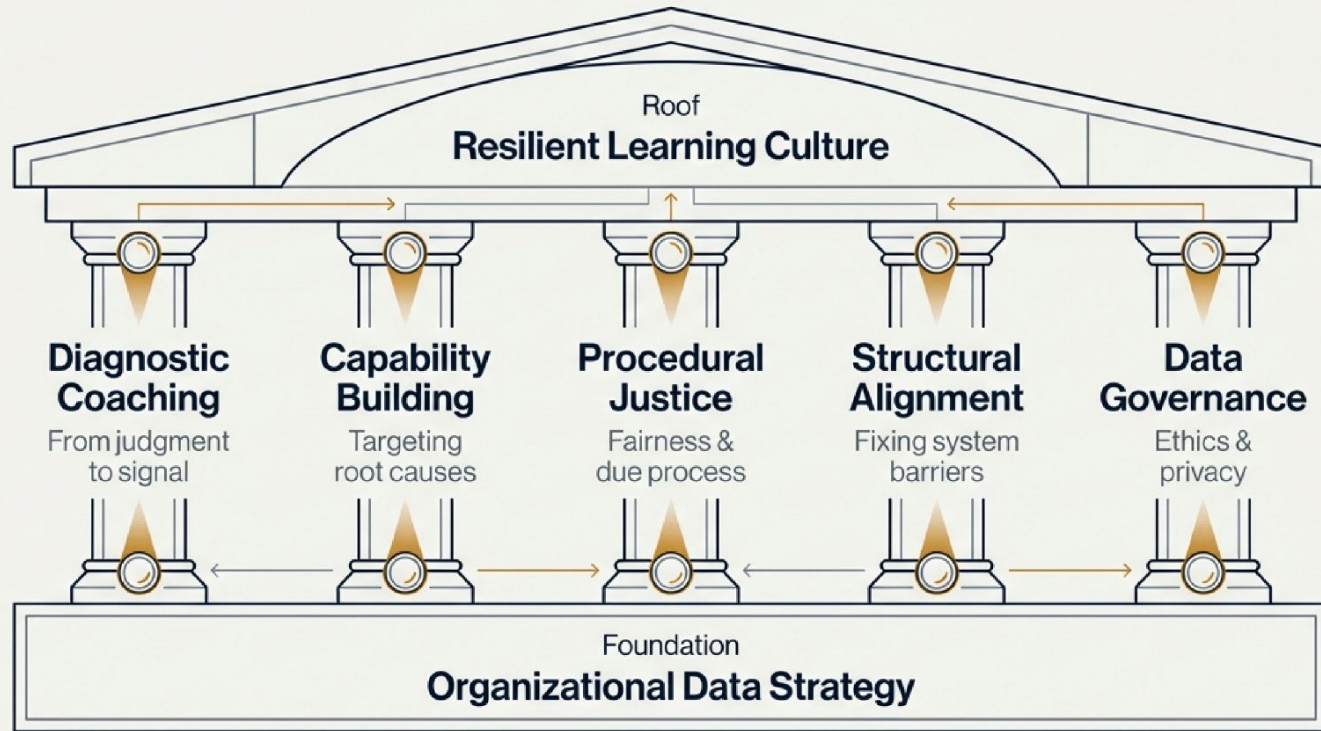 Roof
Resilient Learning Culture
Diagnostic
Coaching
From judgment
to signal
Capability
Building
Targeting
root causes
Procedural
Justice
Fairness &
due process
Structural
Alignment
Fixing system
barriers
Data
Governance
Ethics &
privacy
Foundation
Organizational Data Strategy